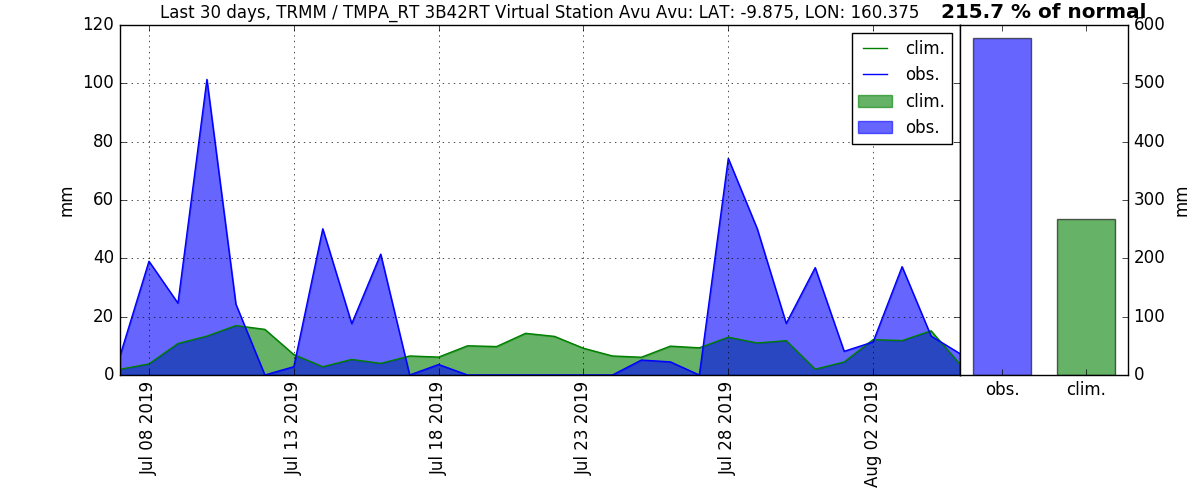 Last 30 days, TRMM / TMPA_RT 3B42RT Virtual Station Avu Avu: LAT: -9.875, LON: 160.375
215.7 % of normal
120
100
80
60
40
20
0
mm
clim.
obs.
clim.
obs.
Jul 08 2019
Jul 13 2019
Jul 18 2019
Jul 23 2019
Jul 28 2019
Aug 02 2019
600
500
400
300
200
100
0
mm
obs.
clim.